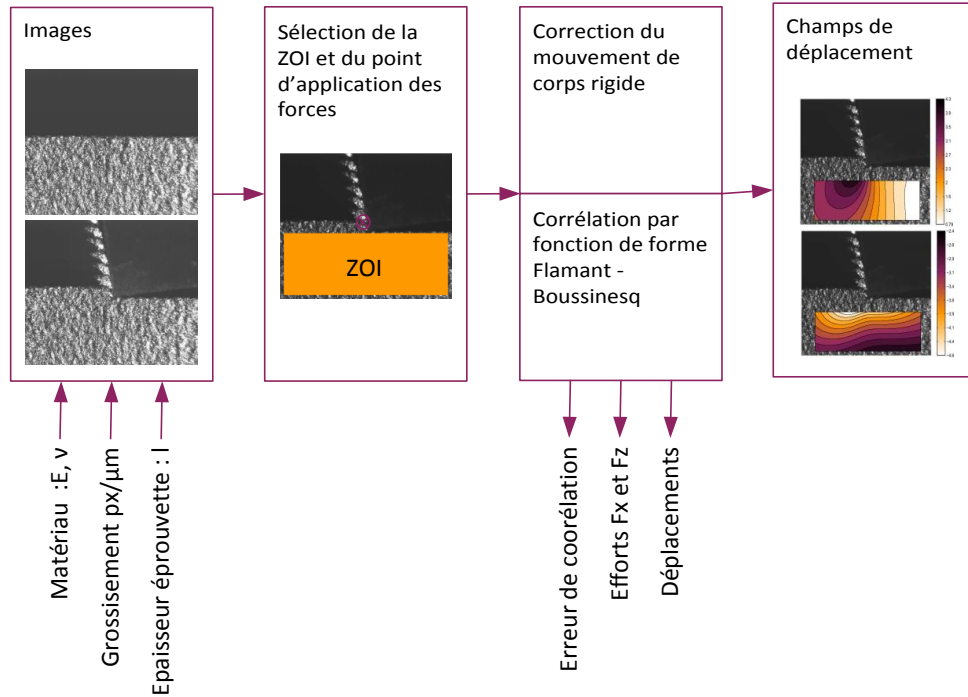 Images
Sélection de la
ZOI et du point
d’application des
forces
ZOI
Correction du
mouvement de
corps rigide
Corrélation par
fonction de forme
Flamant -
Boussinesq
Champs de
déplacement
Matériau :E, ν
Grossisement px/µm
Epaisseur éprouvette : l
Erreur de coorélation
Efforts Fx et Fz
Déplacements